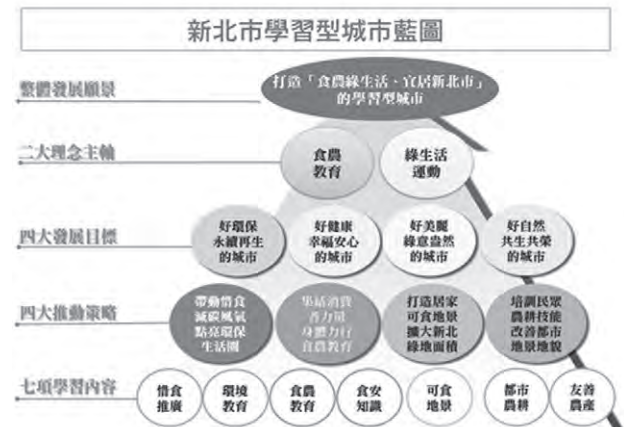 新北市學習型城市藍圖
整體發展願景
打造「食農綠生活、宜居新北市」
的學習型城市
二大理念主軸
食農
教育
綠生活
運動
四大發展目標
好環保
永續再生
的城市
好健康
幸福安心
的城市
好美麗
綠意盎然
的城市
好自然
共生共榮
的城市
四大推動策略
帶動惜食
減碳風氣
點亮環保
生活圈
集結消費
者力量
身體力行
食農教育
打造居家
可食地景
擴大新北
綠地面積
培訓民眾
農耕技能
改善都市
地景地貌
七項學習內容
惜食
推廣
環境
教育
食農
教育
食安
知識
可食
地景
都市
農耕
友善
農產